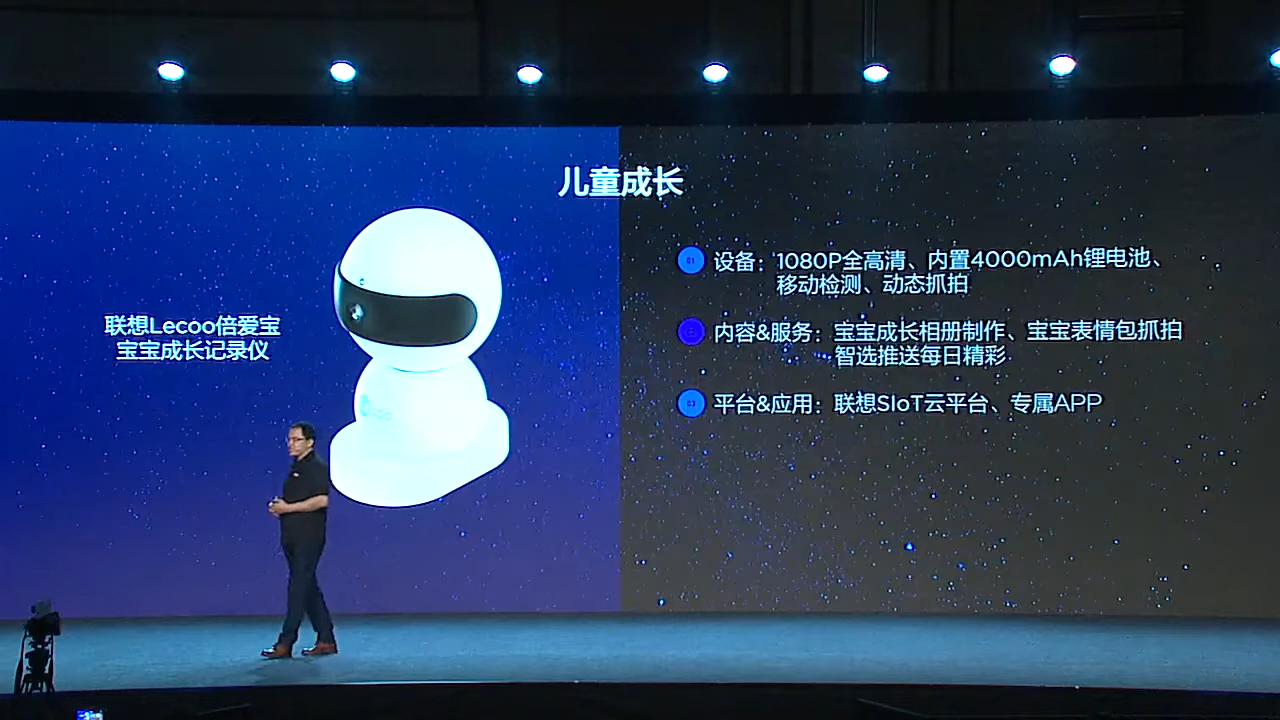 儿童成长
联想Lecoo倍爱宝
宝宝成长记录仪
01 设备：1080P全高清、内置4000mAh锂电池、
移动检测、动态抓拍
内容&服务：宝宝成长相册制作、宝宝表情包抓拍
智选推送每日精彩
03 平台&应用：联想SIoT云平台、专属APP